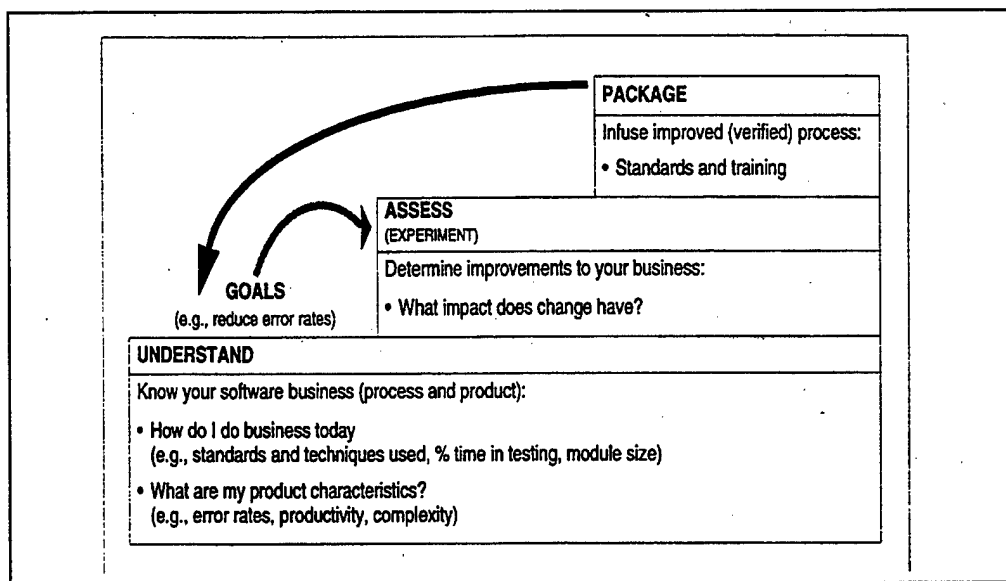 PACKAGE
Infuse improved (verified) process:
• Standards and training
ASSESS
(EXPERIMENT)
Determine improvements to your business:
• What impact does change have?
GOALS
(e.g., reduce error rates)
UNDERSTAND
Know your software business (process and product):
• How do I do business today
(e.g., standards and techniques used, % time in testing, module size)
• What are my product characteristics?
(e.g., error rates, productivity, complexity)